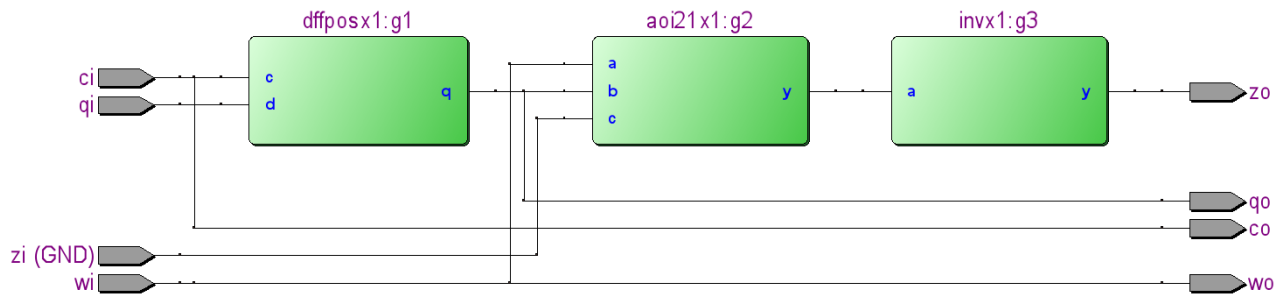 dffposx1:g1 aoi21x1:g2 invx1:g3
ci c a
qi d q b y a y zo
c
qo
co
zi (GND)
wi wo